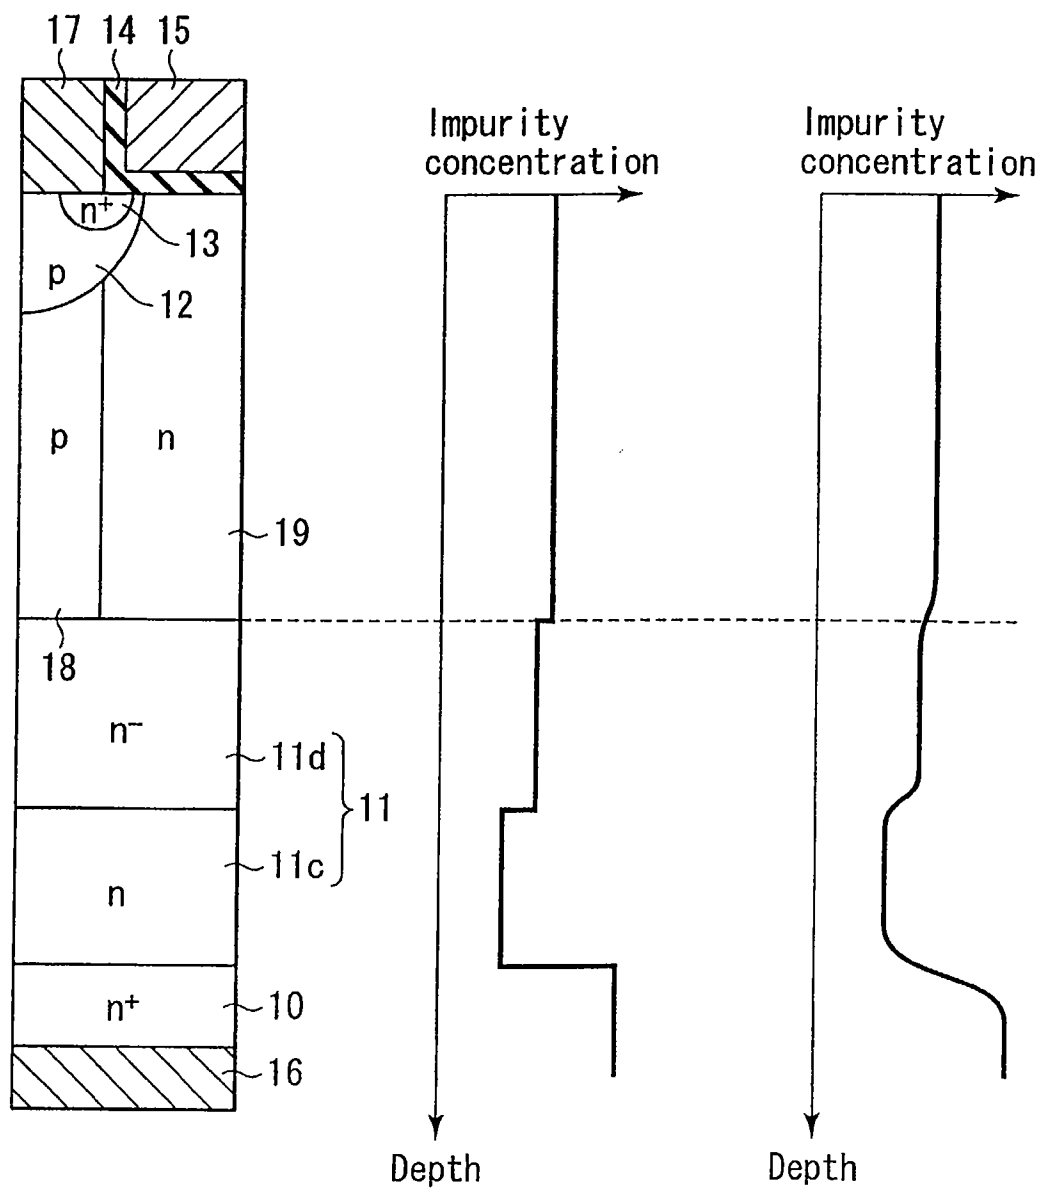 17 14 15
Impurity
concentration
Impurity
concentration
n+
13
p
12
p
n
19
18
n−
11d
11
11c
n
n+
10
16
Depth
Depth